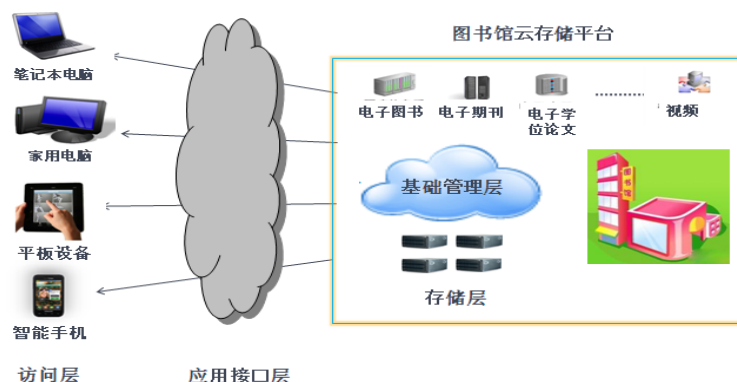 图书馆云存储平台
笔记本电脑
家用电脑
平板设备
智能手机
访问层
应用接口层
电子图书
电子期刊
电子学
位论文
视频
基础管理层
存储层
图书馆